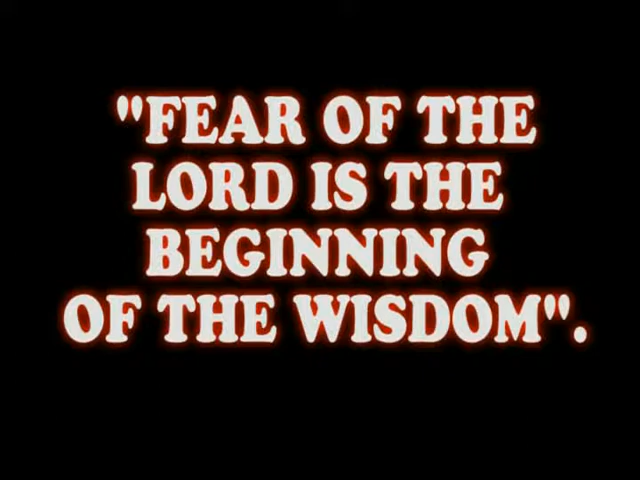 "FEAR OF THE
LORD IS THE
BEGINNING
OF THE WISDOM".